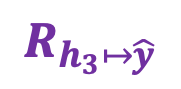 R_{h_3 ↦ ŷ}